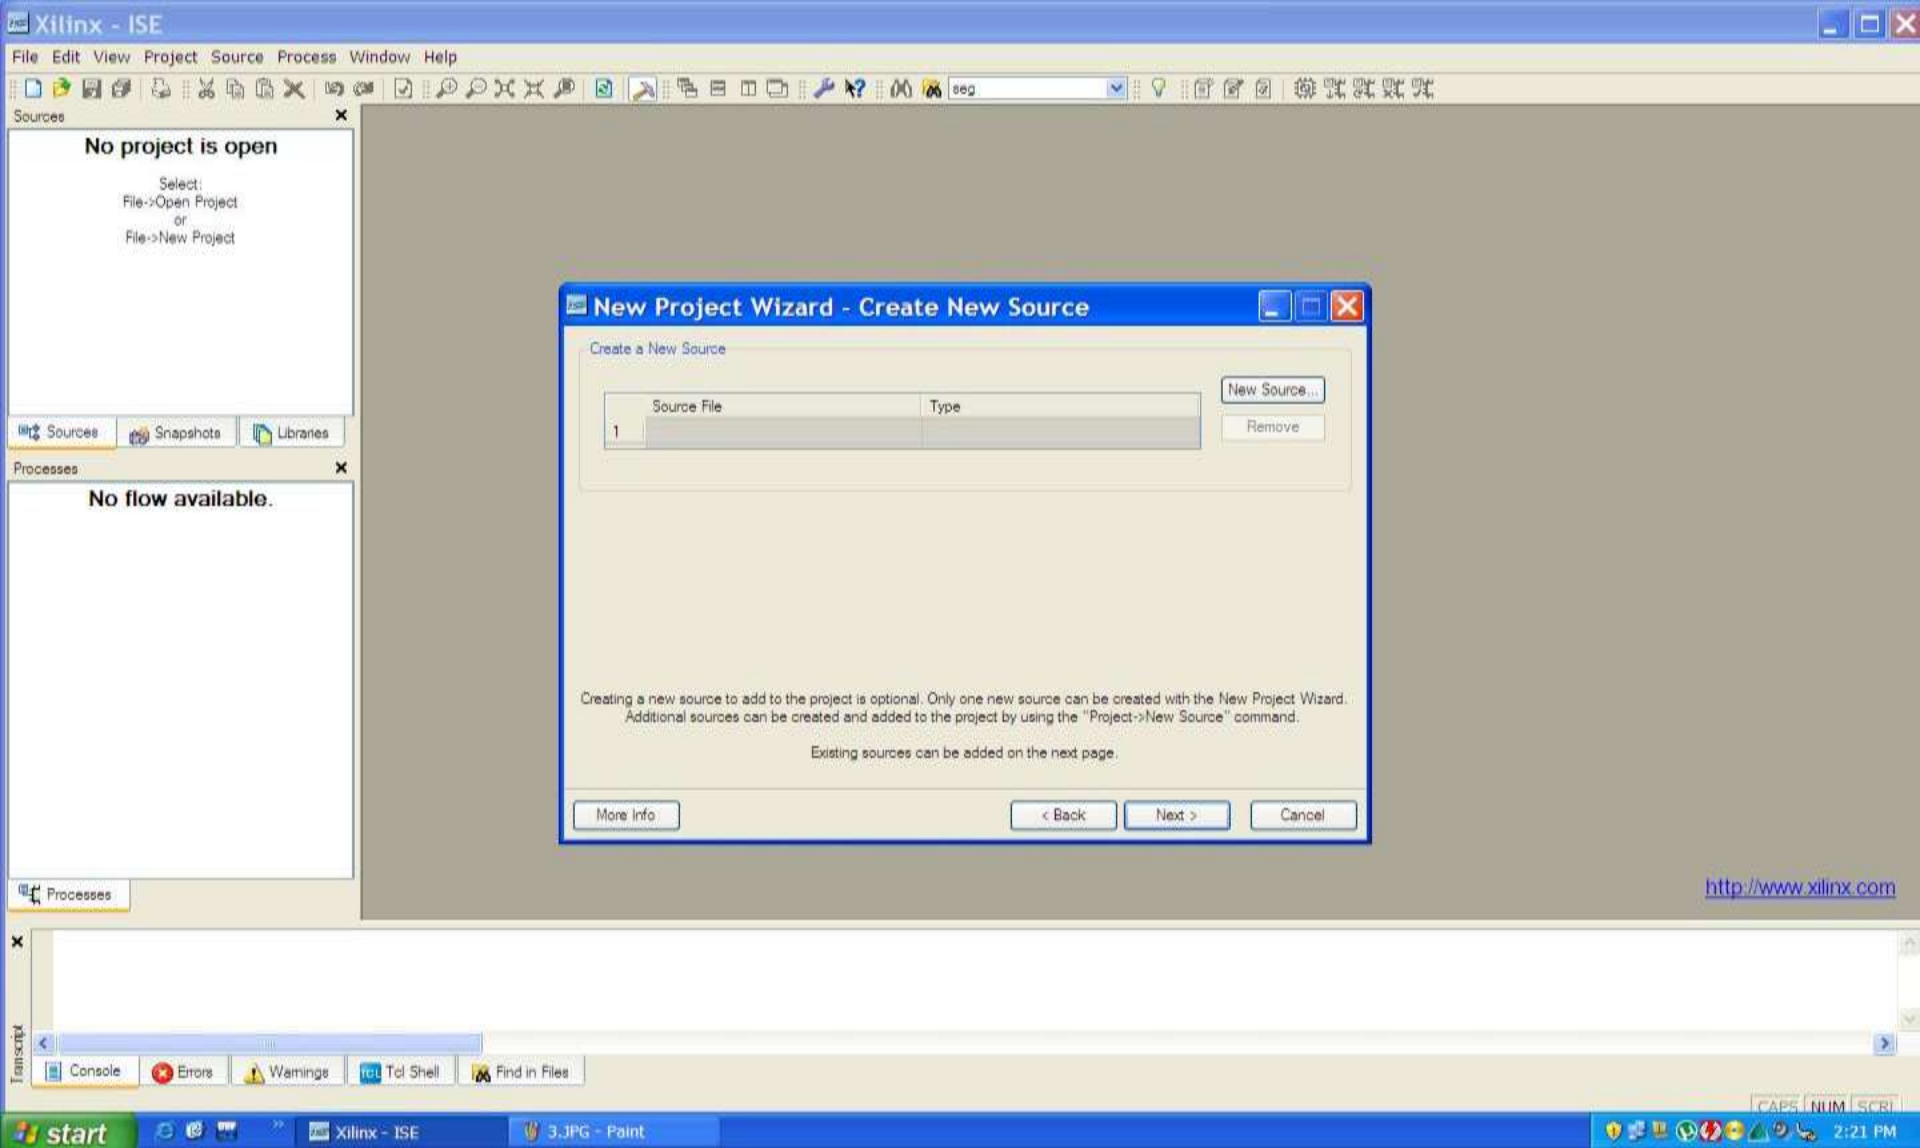 Xilinx - ISE
File Edit View Project Source Process Window Help
seg
Sources
No project is open
Select:
File->Open Project
or
File->New Project
Sources Snapshots Libraries
Processes
No flow available.
Processes
New Project Wizard - Create New Source
Create a New Source
Source File Type
1
New Source...
Remove
Creating a new source to add to the project is optional. Only one new source can be created with the New Project Wizard.
Additional sources can be created and added to the project by using the "Project->New Source" command.
Existing sources can be added on the next page.
More Info < Back Next > Cancel
http://www.xilinx.com
Transcript
Console Errors Warnings Tcl Shell Find in Files
CAPS NUM SCRL
start Xilinx - ISE 3.JPG - Paint 2:21 PM